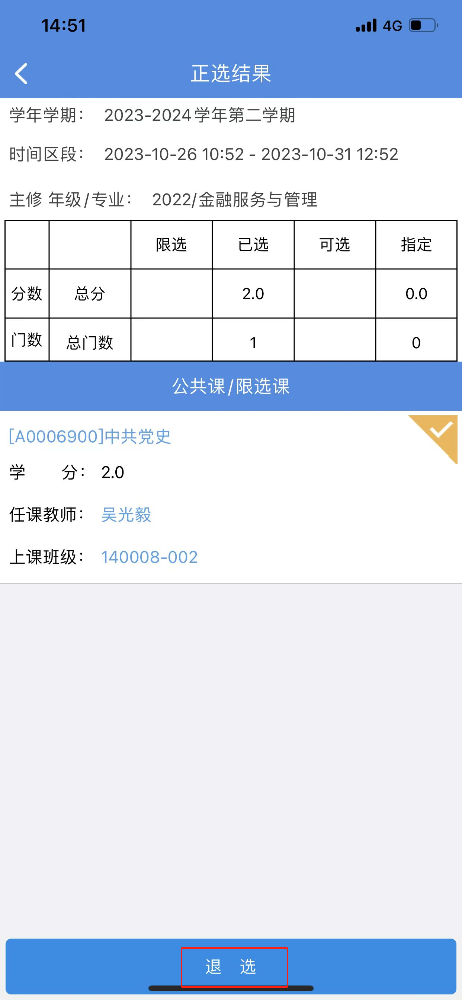 14:51 4G
正选结果
学年学期： 2023-2024学年第二学期
时间区段： 2023-10-26 10:52 - 2023-10-31 12:52
主修 年级/专业： 2022/金融服务与管理
限选 已选 可选 指定
分数 总分 2.0 0.0
门数 总门数 1 0
公共课/限选课
[A0006900]中共党史
学 分： 2.0
任课教师： 吴光毅
上课班级： 140008-002
退 选